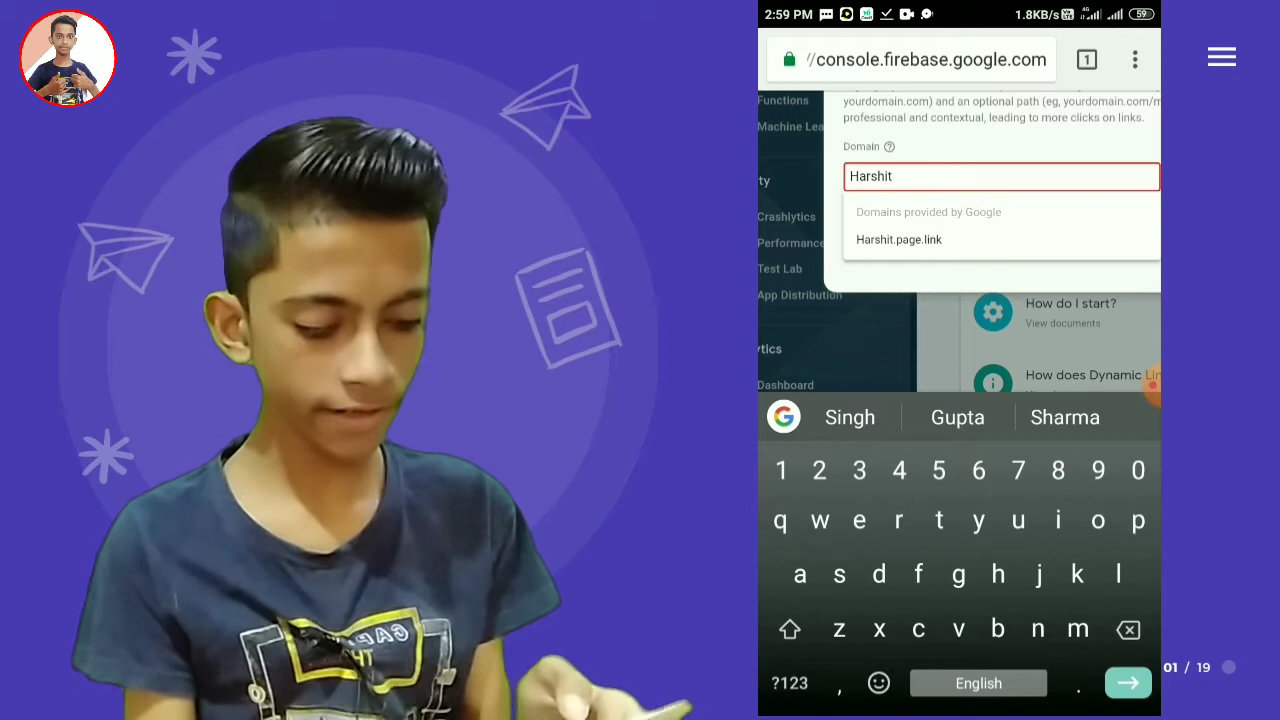 2:59 PM 1.8KB/s 4G 59
//console.firebase.google.com 1
Functions
yourdomain.com) and an optional path (eg, yourdomain.com/m
professional and contextual, leading to more clicks on links.
Machine Lea
Domain
Harshit
ty
Domains provided by Google
Crashlytics
Harshit.page.link
Performance
Test Lab
App Distribution
How do I start?
View documents
ytics
How does Dynamic Lin
Dashboard
G Singh Gupta Sharma
1 2 3 4 5 6 7 8 9 0
q w e r t y u i o p
a s d f g h j k l
z x c v b n m
?123 , English .
01 / 19